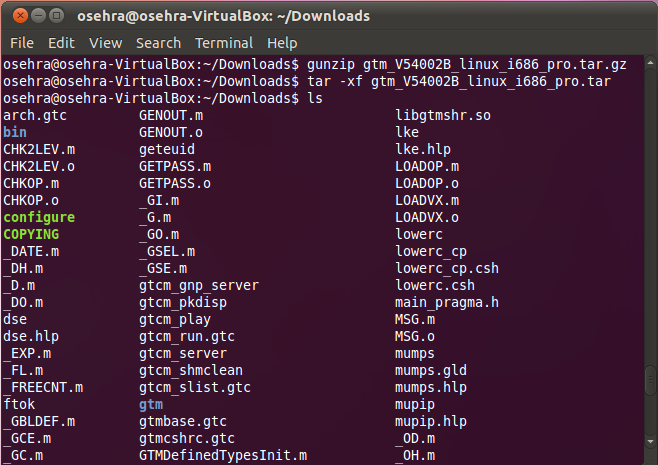 osehra@osehra-VirtualBox: ~/Downloads
File Edit View Search Terminal Help
osehra@osehra-VirtualBox:~/Downloads$ gunzip gtm_V54002B_linux_i686_pro.tar.gz
osehra@osehra-VirtualBox:~/Downloads$ tar -xf gtm_V54002B_linux_i686_pro.tar
osehra@osehra-VirtualBox:~/Downloads$ ls
arch.gtc GENOUT.m libgtmshr.so
bin GENOUT.o lke
CHK2LEV.m geteuid lke.hlp
CHK2LEV.o GETPASS.m LOADOP.m
CHKOP.m GETPASS.o LOADOP.o
CHKOP.o _GI.m LOADVX.m
configure _G.m LOADVX.o
COPYING _GO.m lowerc
_DATE.m _GSEL.m lowerc_cp
_DH.m _GSE.m lowerc_cp.csh
_D.m gtcm_gnp_server lowerc.csh
_DO.m gtcm_pkdisp main_pragma.h
dse gtcm_play MSG.m
dse.hlp gtcm_run.gtc MSG.o
_EXP.m gtcm_server mumps
_FL.m gtcm_shmclean mumps.gld
_FREECNT.m gtcm_slist.gtc mumps.hlp
ftok gtm mupip
_GBLDEF.m gtmbase.gtc mupip.hlp
_GCE.m gtmcshrc.gtc _OD.m
_GC.m GTMDefinedTypesInit.m _OH.m